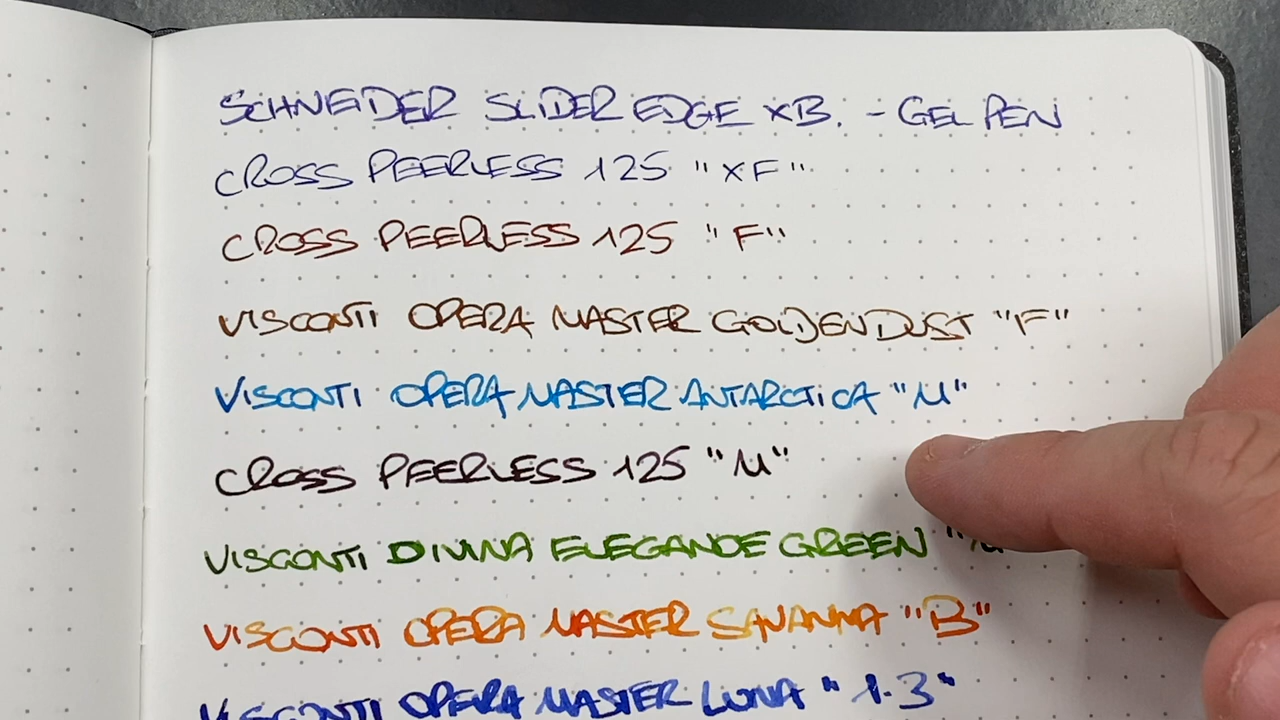 SCHNEIDER SLIDER EDGE XB. - GEL PEN
CROSS PEERLESS 125 "XF"
CROSS PEERLESS 125 "F"
VISCONTI OPERA MASTER GOLDENDUST "F"
VISCONTI OPERA MASTER ANTARCTICA "M"
CROSS PEERLESS 125 "M"
VISCONTI DIVINA ELEGANDE GREEN
VISCONTI OPERA MASTER SAVANNA "B"
VISCONTI OPERA MASTER LUNA "1.3"